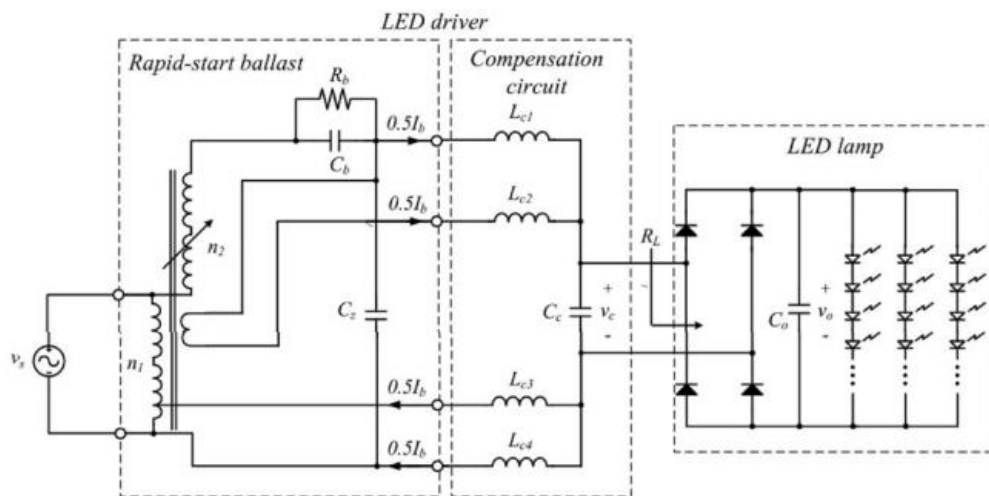 LED driver
Rapid-start ballast
Compensation
circuit
LED lamp
R_b
C_b
0.5I_b
L_c1
0.5I_b
L_c2
n_2
R_L
C_z
C_c
+
v_c
-
C_o
+
v_o
-
v_s
n_1
0.5I_b
L_c3
0.5I_b
L_c4